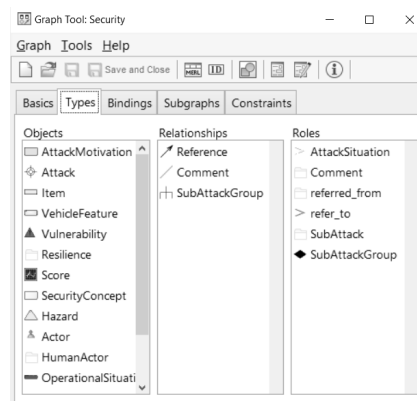 Graph Tool: Security
Graph Tools Help
Save and Close MERL ID
Basics Types Bindings Subgraphs Constraints
Objects Relationships Roles
AttackMotivation Reference AttackSituation
Attack Comment Comment
Item SubAttackGroup referred_from
VehicleFeature refer_to
Vulnerability SubAttack
Resilience SubAttackGroup
Score
SecurityConcept
Hazard
Actor
HumanActor
OperationalSituati